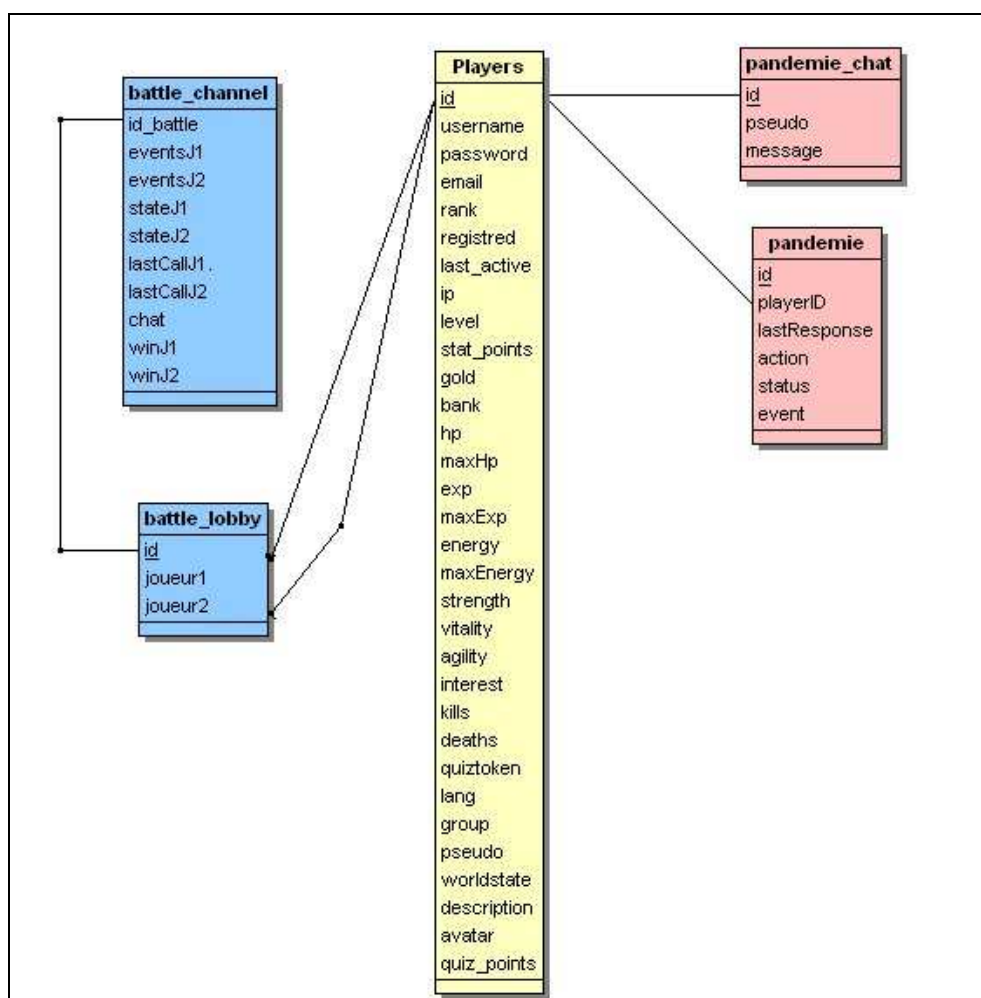 battle_channel
id_battle
eventsJ1
eventsJ2
stateJ1
stateJ2
lastCallJ1.
lastCallJ2
chat
winJ1
winJ2
battle_lobby
id
joueur1
joueur2
Players
id
username
password
email
rank
registred
last_active
ip
level
stat_points
gold
bank
hp
maxHp
exp
maxExp
energy
maxEnergy
strength
vitality
agility
interest
kills
deaths
quiztoken
lang
group
pseudo
worldstate
description
avatar
quiz_points
pandemie_chat
id
pseudo
message
pandemie
id
playerID
lastResponse
action
status
event